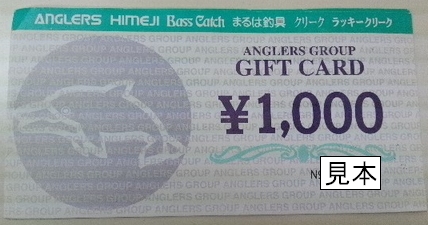 ANGLERS HIMEJI Bass Catch まるは釣具 クリーク ラッキークリーク
ANGLERS GROUP
GIFT CARD
¥1,000
№
見本